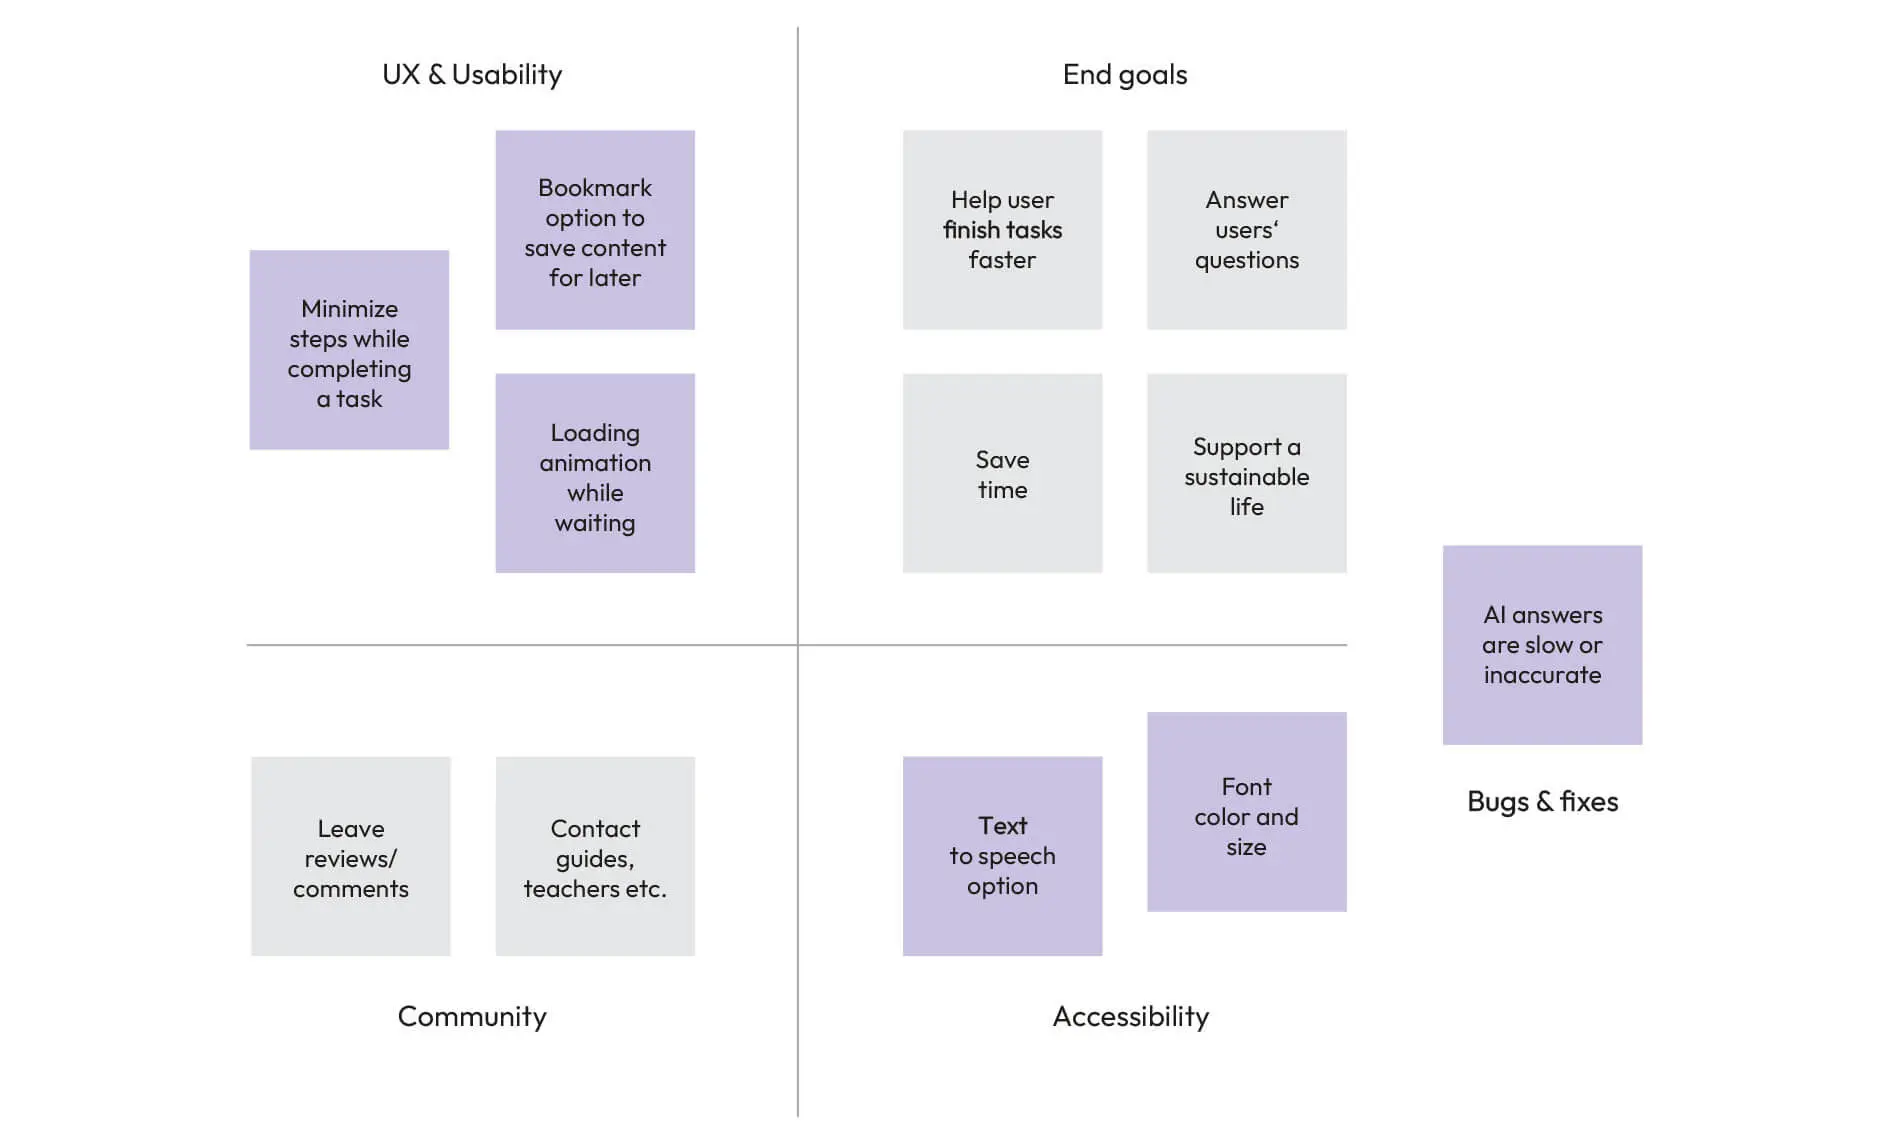 UX & Usability
Bookmark
option to
save content
for later
Minimize
steps while
completing
a task
Loading
animation
while
waiting
End goals
Help user
finish tasks
faster
Answer
users‘
questions
Save
time
Support a
sustainable
life
AI answers
are slow or
inaccurate
Bugs & fixes
Leave
reviews/
comments
Contact
guides,
teachers etc.
Community
Text
to speech
option
Font
color and
size
Accessibility